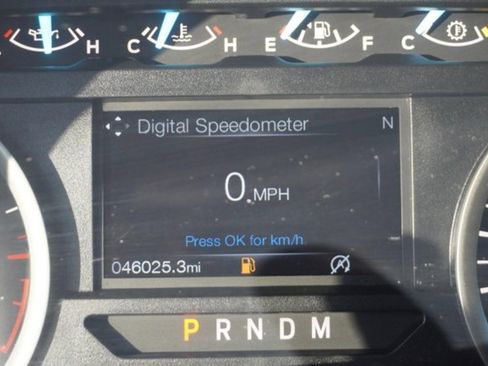 H C H E F C
Digital Speedometer N
0 MPH
Press OK for km/h
046025.3mi
P R N D M